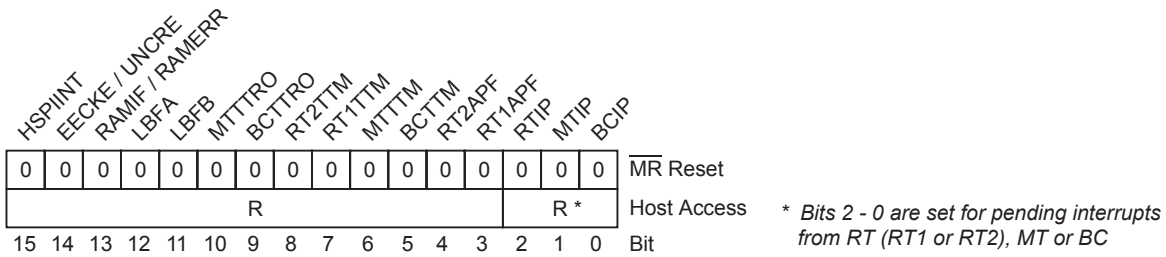 HSPIINT EECKE / UNCRE RAMIF / RAMERR LBFA LBFB MTTTRO BCTTRO RT2TTM RT1TTM MTTTM BCTTM RT2APF RT1APF RTIP MTIP BCIP
0 0 0 0 0 0 0 0 0 0 0 0 0 0 0 0 MR Reset
R R * Host Access
15 14 13 12 11 10 9 8 7 6 5 4 3 2 1 0 Bit
* Bits 2 - 0 are set for pending interrupts
from RT (RT1 or RT2), MT or BC